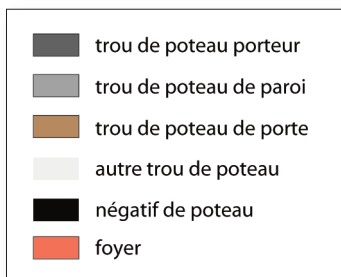 trou de poteau porteur
trou de poteau de paroi
trou de poteau de porte
autre trou de poteau
négatif de poteau
foyer